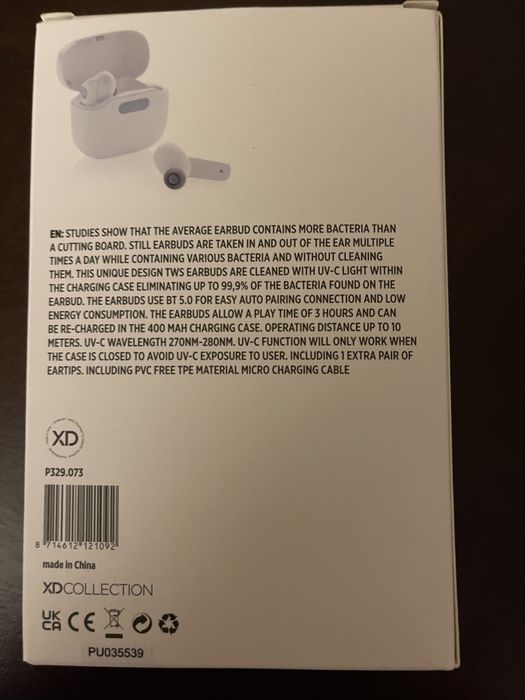 EN: STUDIES SHOW THAT THE AVERAGE EARBUD CONTAINS MORE BACTERIA THAN
A CUTTING BOARD. STILL EARBUDS ARE TAKEN IN AND OUT OF THE EAR MULTIPLE
TIMES A DAY WHILE CONTAINING VARIOUS BACTERIA AND WITHOUT CLEANING
THEM. THIS UNIQUE DESIGN TWS EARBUDS ARE CLEANED WITH UV-C LIGHT WITHIN
THE CHARGING CASE ELIMINATING UP TO 99,9% OF THE BACTERIA FOUND ON THE
EARBUD. THE EARBUDS USE BT 5.0 FOR EASY AUTO PAIRING CONNECTION AND LOW
ENERGY CONSUMPTION. THE EARBUDS ALLOW A PLAY TIME OF 3 HOURS AND CAN
BE RE-CHARGED IN THE 400 MAH CHARGING CASE. OPERATING DISTANCE UP TO 10
METERS. UV-C WAVELENGTH 270NM-280NM. UV-C FUNCTION WILL ONLY WORK WHEN
THE CASE IS CLOSED TO AVOID UV-C EXPOSURE TO USER. INCLUDING 1 EXTRA PAIR OF
EARTIPS. INCLUDING PVC FREE TPE MATERIAL MICRO CHARGING CABLE
XD
P329.073
8 714612 121092
made in China
XDCOLLECTION
UK
CA CE
PU035539